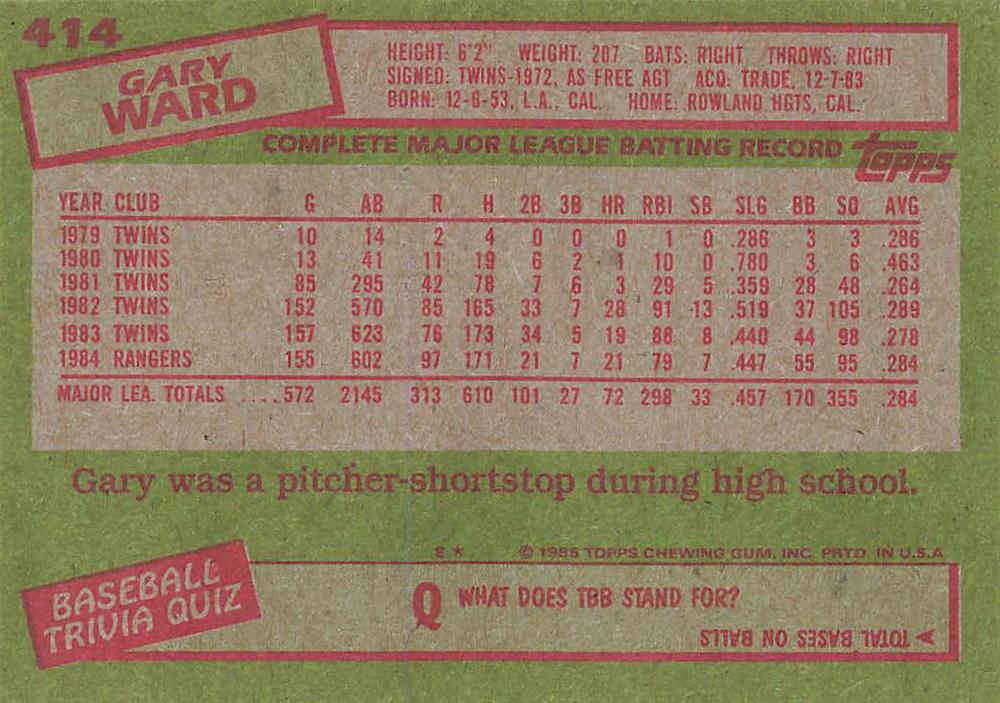 414
GARY
WARD
HEIGHT: 6'2" WEIGHT: 207 BATS: RIGHT THROWS: RIGHT
SIGNED: TWINS-1972, AS FREE AGT ACQ: TRADE, 12-7-83
BORN: 12-6-53, L.A., CAL. HOME: ROWLAND HGTS, CAL.
COMPLETE MAJOR LEAGUE BATTING RECORD topps
YEAR CLUB G AB R H 2B 3B HR RBI SB SLG BB SO AVG
1979 TWINS 10 14 2 4 0 0 0 1 0 .286 3 3 .286
1980 TWINS 13 41 11 19 6 2 1 10 0 .780 3 6 .463
1981 TWINS 85 295 42 78 7 6 3 29 5 .359 28 48 .264
1982 TWINS 152 570 85 165 33 7 28 91 13 .519 37 105 .289
1983 TWINS 157 623 76 173 34 5 19 88 8 .440 44 98 .278
1984 RANGERS 155 602 97 171 21 7 21 79 7 .447 55 95 .284
MAJOR LEA. TOTALS ....572 2145 313 610 101 27 72 298 33 .457 170 355 .284
Gary was a pitcher-shortstop during high school.
E * © 1985 TOPPS CHEWING GUM, INC. PRTD. IN U.S.A
BASEBALL
TRIVIA QUIZ
Q WHAT DOES TBB STAND FOR?
TOTAL BASES ON BALLS